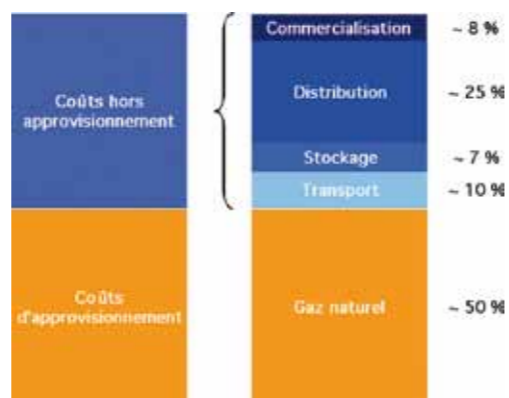 Coûts hors
approvisionnement
Coûts
d'approvisionnement
Commercialisation
~ 8 %
Distribution
~ 25 %
Stockage
~ 7 %
Transport
~ 10 %
Gaz naturel
~ 50 %